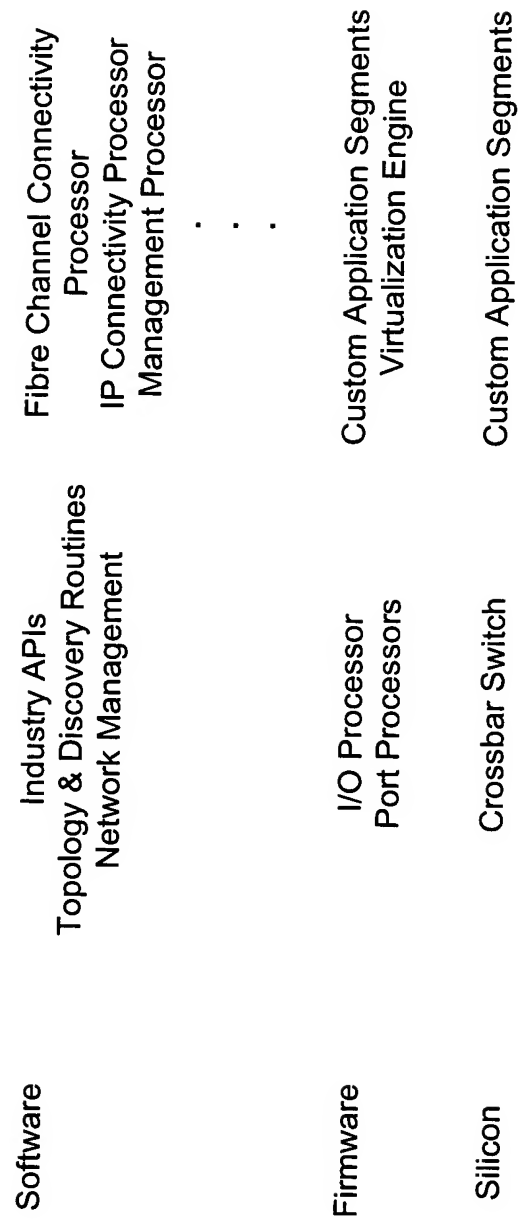 Software
Industry APIs
Topology & Discovery Routines
Network Management
Fibre Channel Connectivity
Processor
IP Connectivity Processor
Management Processor
.
.
.
Firmware
I/O Processor
Port Processors
Custom Application Segments
Virtualization Engine
Silicon
Crossbar Switch
Custom Application Segments